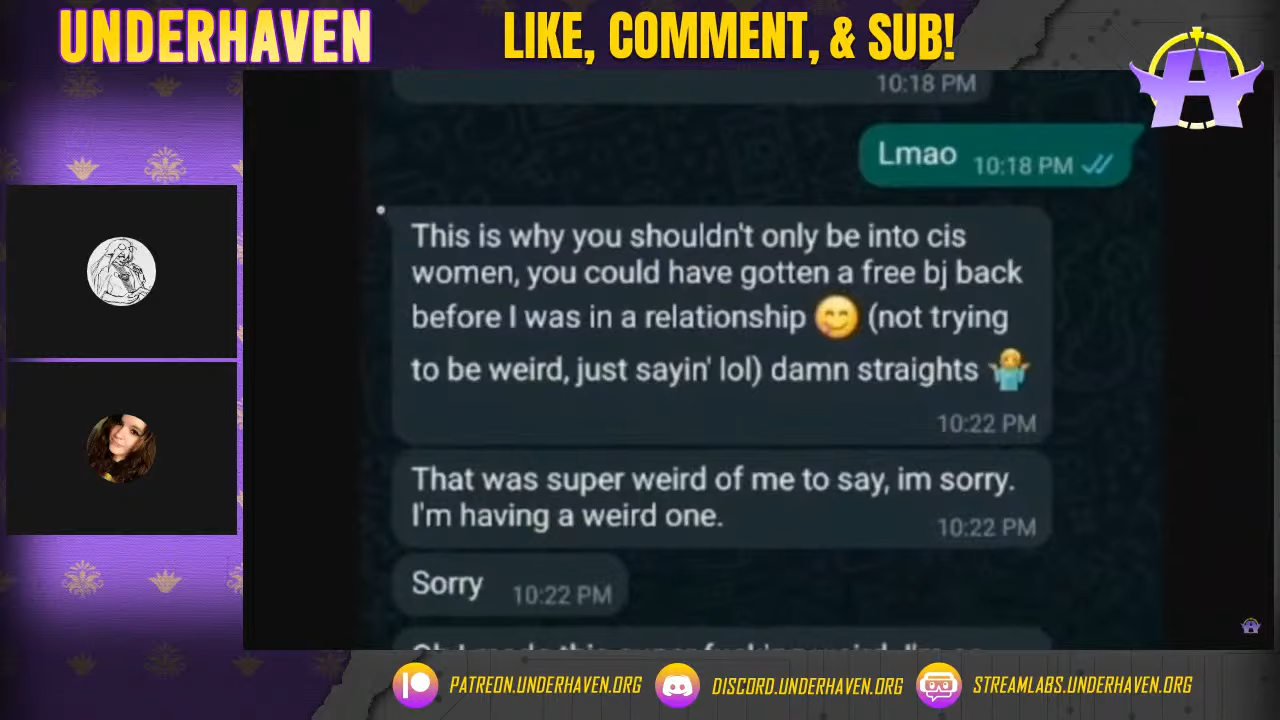 UNDERHAVEN
LIKE, COMMENT, & SUB!
10:18 PM
Lmao 10:18 PM
This is why you shouldn't only be into cis
women, you could have gotten a free bj back
before I was in a relationship 😋 (not trying
to be weird, just sayin' lol) damn straights 🤷
10:22 PM
That was super weird of me to say, im sorry.
I'm having a weird one. 10:22 PM
Sorry 10:22 PM
PATREON.UNDERHAVEN.ORG
DISCORD.UNDERHAVEN.ORG
STREAMLABS.UNDERHAVEN.ORG